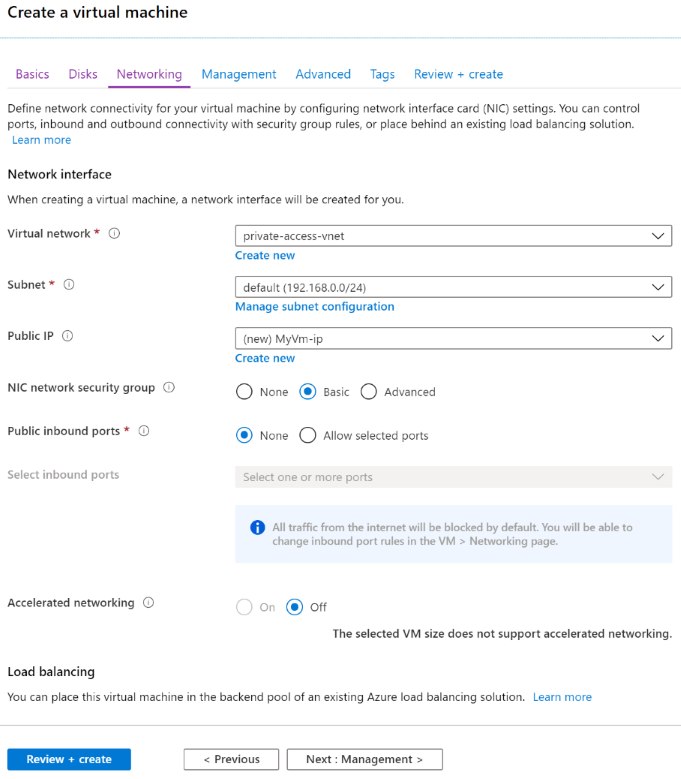 Create a virtual machine
Basics Disks Networking Management Advanced Tags Review + create
Define network connectivity for your virtual machine by configuring network interface card (NIC) settings. You can control
ports, inbound and outbound connectivity with security group rules, or place behind an existing load balancing solution.
Learn more
Network interface
When creating a virtual machine, a network interface will be created for you.
Virtual network *
private-access-vnet
Create new
Subnet *
default (192.168.0.0/24)
Manage subnet configuration
Public IP
(new) MyVm-ip
Create new
NIC network security group
None Basic Advanced
Public inbound ports *
None Allow selected ports
Select inbound ports
Select one or more ports
All traffic from the internet will be blocked by default. You will be able to
change inbound port rules in the VM > Networking page.
Accelerated networking
On Off
The selected VM size does not support accelerated networking.
Load balancing
You can place this virtual machine in the backend pool of an existing Azure load balancing solution. Learn more
Review + create < Previous Next : Management >